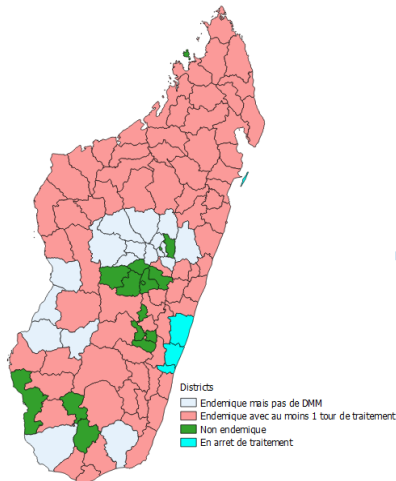 Districts
Endemique mais pas de DMM
Endemique avec au moins 1 tour de traitement
Non endemique
En arret de traitement